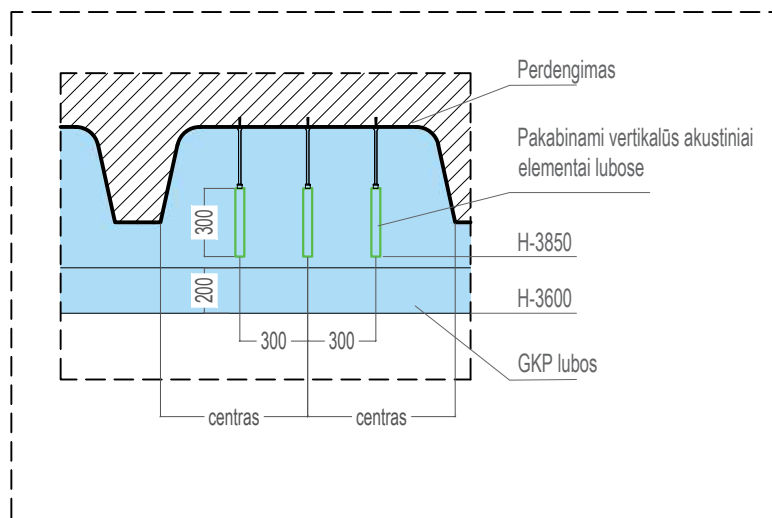 Perdengimas
Pakabinami vertikalūs akustiniai
elementai lubose
300
H-3850
200
H-3600
300
300
GKP lubos
centras
centras